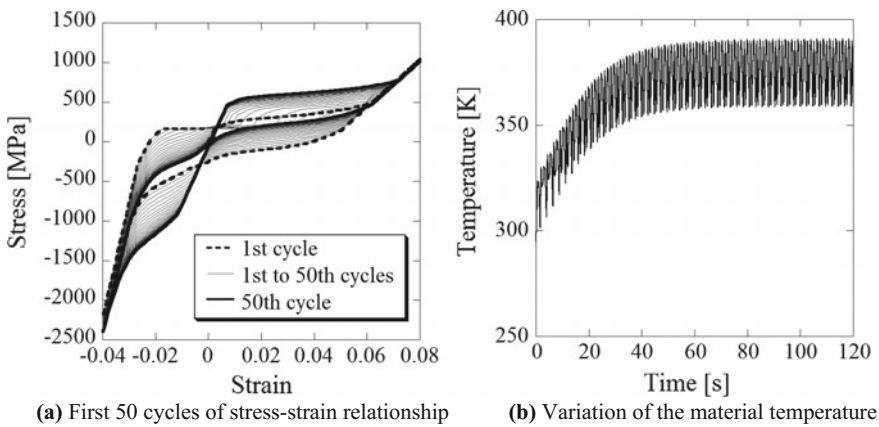 1500
1000
500
0
-500
-1000
-1500
-2000
-2500
Stress [MPa]
-0.04 -0.02 0 0.02 0.04 0.06 0.08
Strain
1st cycle
1st to 50th cycles
50th cycle
(a) First 50 cycles of stress-strain relationship
400
350
300
250
Temperature [K]
0 20 40 60 80 100 120
Time [s]
(b) Variation of the material temperature